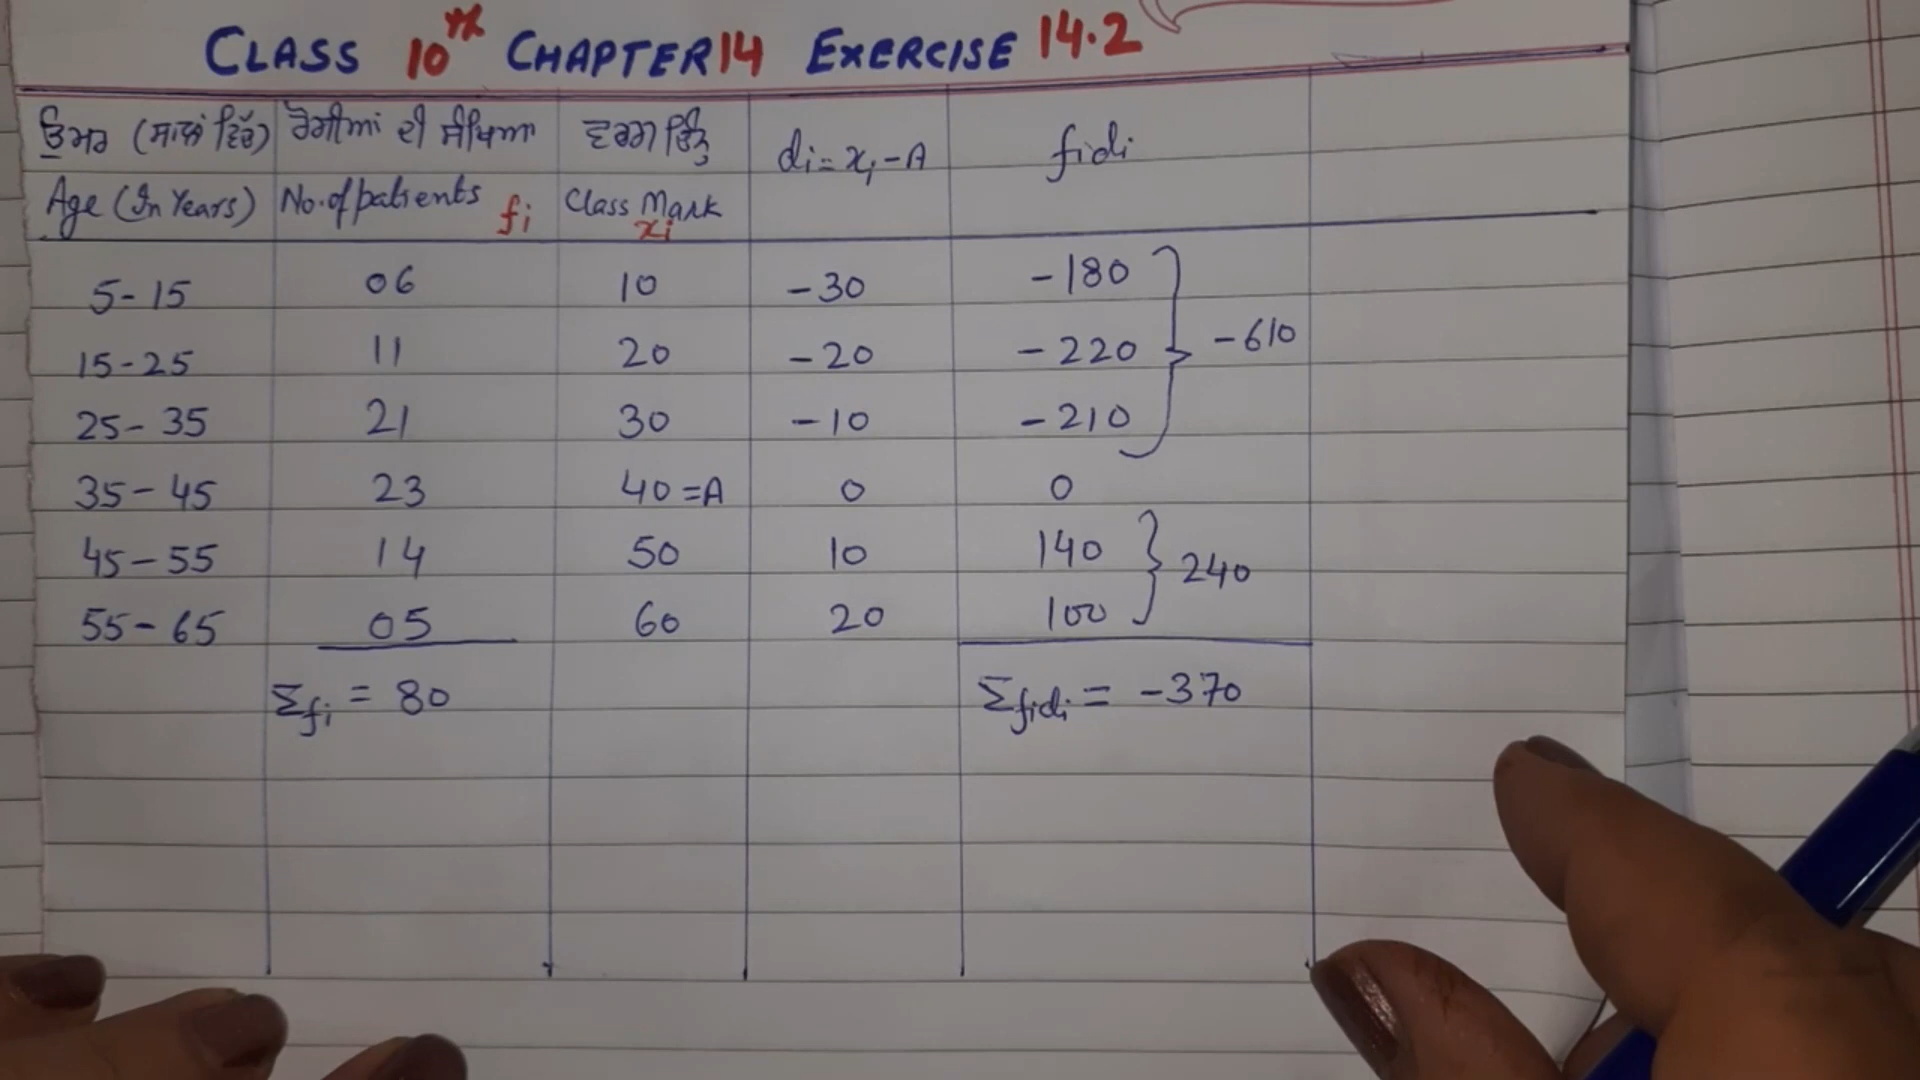 CLASS 10th CHAPTER 14 EXERCISE 14.2
ਉਮਰ (ਸਾਲਾਂ ਵਿੱਚ) ਰੋਗੀਆਂ ਦੀ ਸੰਖਿਆ ਵਰਗ ਚਿੰਨ੍ਹ di = xi - A fidi
Age (In Years) No. of patients fi Class Mark xi
5-15 06 10 -30 -180
15-25 11 20 -20 -220 } -610
25-35 21 30 -10 -210
35-45 23 40=A 0 0
45-55 14 50 10 140 } 240
55-65 05 60 20 100
Σfi = 80 Σfidi = -370